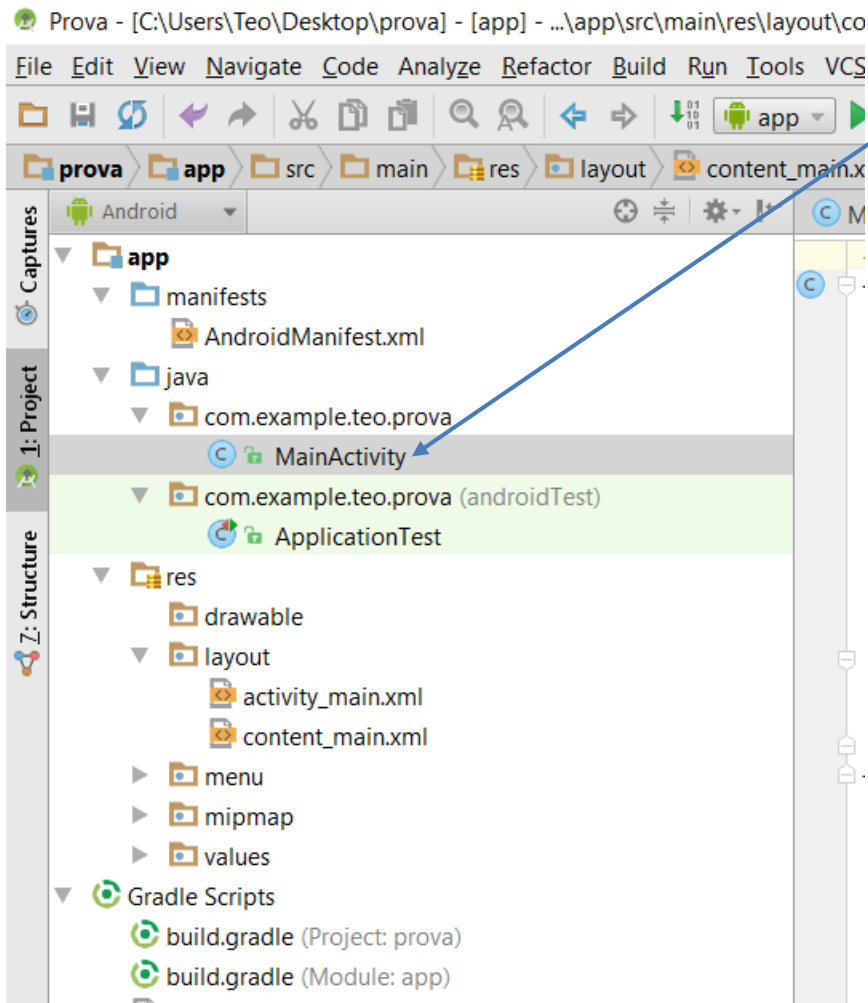 Prova - [C:\Users\Teo\Desktop\prova] - [app] - ...\app\src\main\res\layout\co
File Edit View Navigate Code Analyze Refactor Build Run Tools VCS
app
prova app src main res layout content_main.x
Android
M
Captures
1: Project
7: Structure
app
manifests
AndroidManifest.xml
java
com.example.teo.prova
MainActivity
com.example.teo.prova (androidTest)
ApplicationTest
res
drawable
layout
activity_main.xml
content_main.xml
menu
mipmap
values
Gradle Scripts
build.gradle (Project: prova)
build.gradle (Module: app)